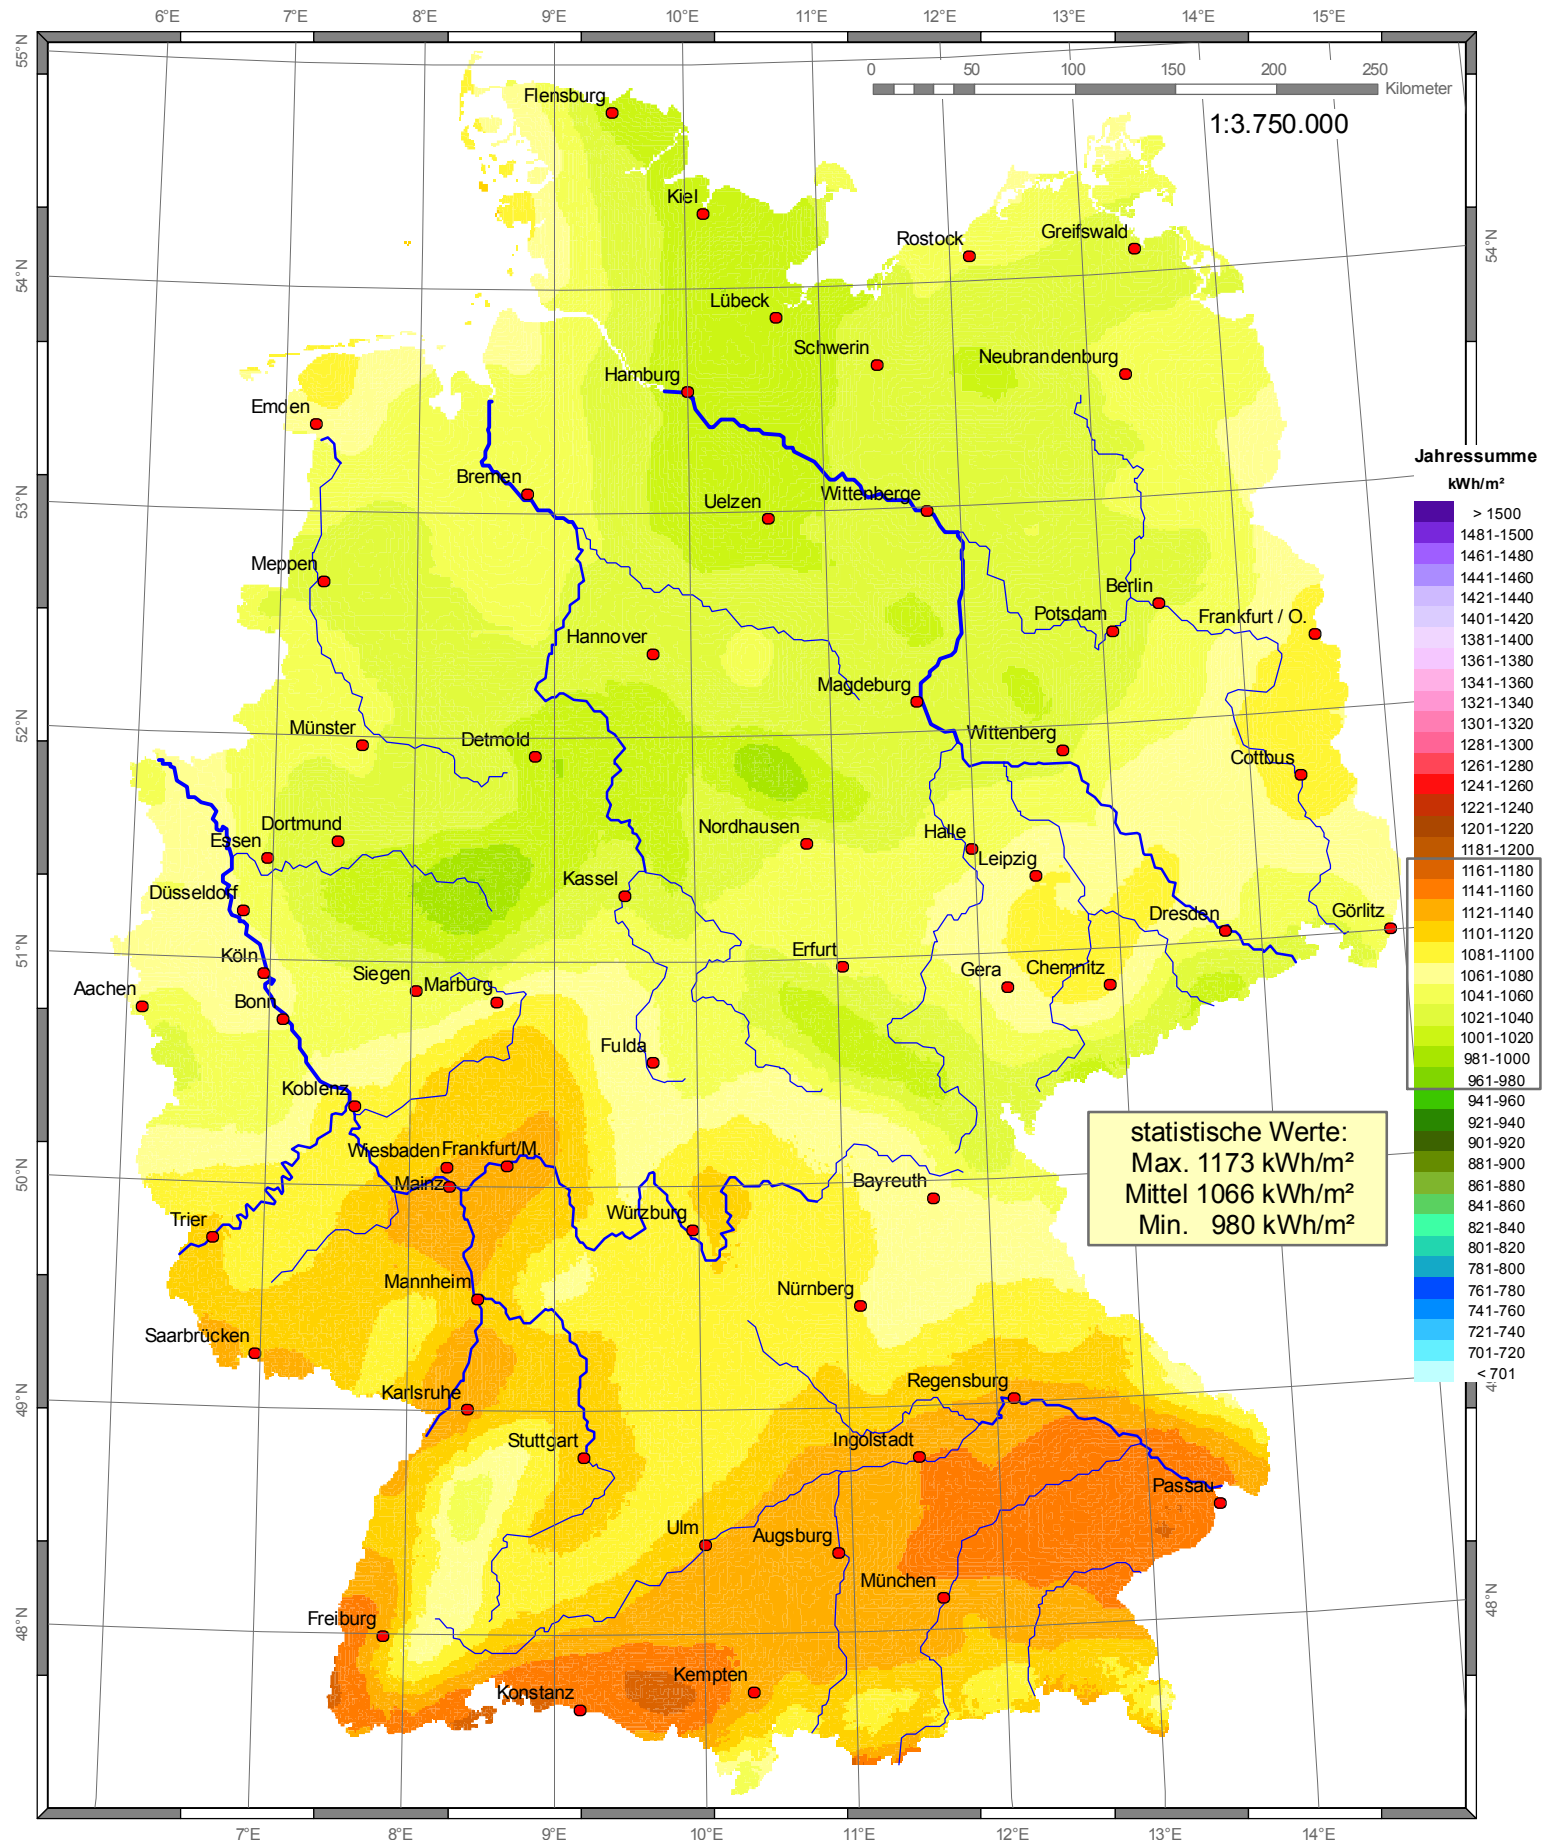 6°E 7°E 8°E 9°E 10°E 11°E 12°E 13°E 14°E 15°E
55°N
0 50 100 150 200 250
Kilometer
1:3.750.000
Flensburg
Kiel
Rostock
Greifswald
54°N
54°N
Lübeck
Schwerin
Neubrandenburg
Hamburg
Emden
Bremen
Uelzen
Wittenberge
53°N
Meppen
Berlin
Potsdam
Frankfurt / O.
Hannover
Magdeburg
52°N
Münster
Detmold
Wittenberg
Cottbus
Dortmund
Essen
Nordhausen
Halle
Leipzig
Düsseldorf
Kassel
Dresden
Görlitz
51°N
Köln
Erfurt
Aachen
Siegen
Marburg
Gera
Chemnitz
Bonn
Fulda
Koblenz
50°N
Wiesbaden
Frankfurt/M.
Mainz
Bayreuth
Trier
Würzburg
Mannheim
Nürnberg
Saarbrücken
49°N
Karlsruhe
Regensburg
Stuttgart
Ingolstadt
Passau
Ulm
Augsburg
München
48°N
48°N
Freiburg
Kempten
Konstanz
7°E 8°E 9°E 10°E 11°E 12°E 13°E 14°E
Jahressumme
kWh/m²
> 1500
1481-1500
1461-1480
1441-1460
1421-1440
1401-1420
1381-1400
1361-1380
1341-1360
1321-1340
1301-1320
1281-1300
1261-1280
1241-1260
1221-1240
1201-1220
1181-1200
1161-1180
1141-1160
1121-1140
1101-1120
1081-1100
1061-1080
1041-1060
1021-1040
1001-1020
981-1000
961-980
941-960
921-940
901-920
881-900
861-880
841-860
821-840
801-820
781-800
761-780
741-760
721-740
701-720
< 701
statistische Werte:
Max. 1173 kWh/m²
Mittel 1066 kWh/m²
Min. 980 kWh/m²